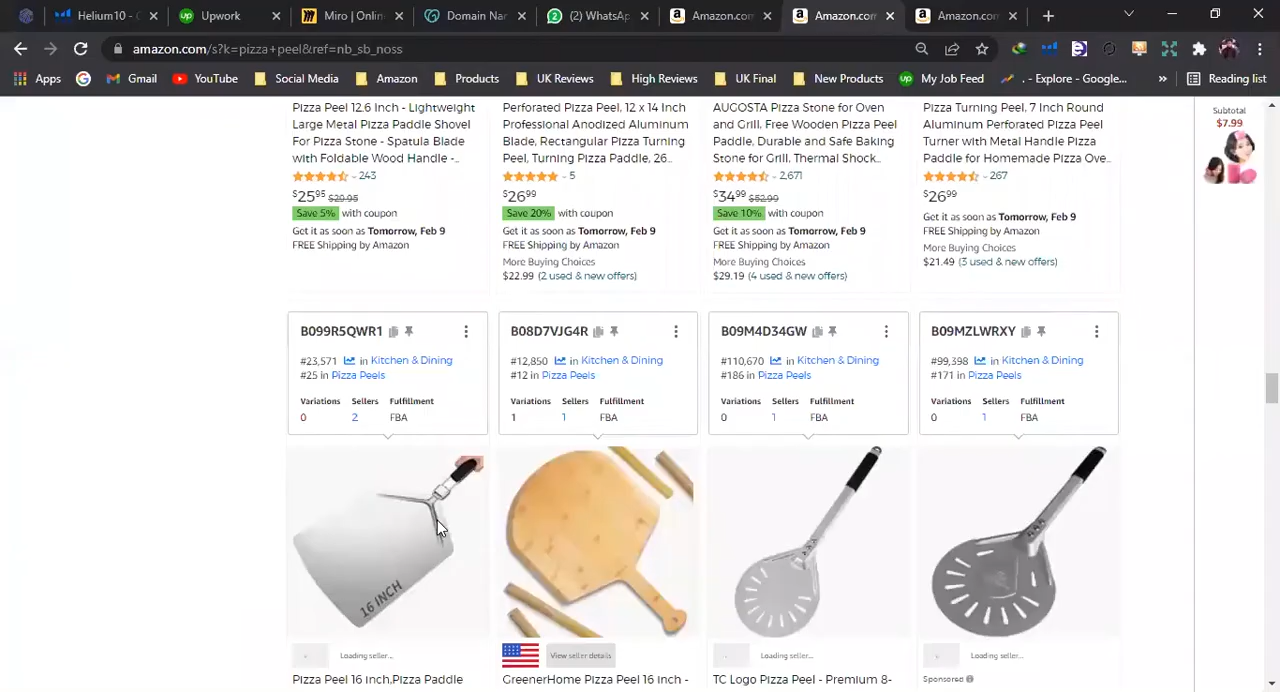 Helium10 - C
Upwork
Miro | Onlin
Domain Nar
(2) WhatsAp
Amazon.com
Amazon.com
Amazon.com
amazon.com/s?k=pizza+peel&ref=nb_sb_noss
Apps
Gmail
YouTube
Social Media
Amazon
Products
UK Reviews
High Reviews
UK Final
New Products
My Job Feed
. - Explore - Google...
Reading list
Subtotal
$7.99
Pizza Peel 12.6 Inch - Lightweight
Large Metal Pizza Paddle Shovel
For Pizza Stone - Spatula Blade
with Foldable Wood Handle -...
243
$25⁹⁵ $29.95
Save 5% with coupon
Get it as soon as Tomorrow, Feb 9
FREE Shipping by Amazon
Perforated Pizza Peel, 12 x 14 Inch
Professional Anodized Aluminum
Blade, Rectangular Pizza Turning
Peel, Turning Pizza Paddle, 26...
5
$26⁹⁹
Save 20% with coupon
Get it as soon as Tomorrow, Feb 9
FREE Shipping by Amazon
More Buying Choices
$22.99 (2 used & new offers)
AUGOSTA Pizza Stone for Oven
and Grill, Free Wooden Pizza Peel
Paddle, Durable and Safe Baking
Stone for Grill, Thermal Shock...
2,671
$34⁹⁹ $52.99
Save 10% with coupon
Get it as soon as Tomorrow, Feb 9
FREE Shipping by Amazon
More Buying Choices
$29.19 (4 used & new offers)
Pizza Turning Peel, 7 Inch Round
Aluminum Perforated Pizza Peel
Turner with Metal Handle Pizza
Paddle for Homemade Pizza Ove...
267
$26⁹⁹
Get it as soon as Tomorrow, Feb 9
FREE Shipping by Amazon
More Buying Choices
$21.49 (3 used & new offers)
B099R5QWR1
#23,571 in Kitchen & Dining
#25 in Pizza Peels
Variations Sellers Fulfillment
0 2 FBA
B08D7VJG4R
#12,850 in Kitchen & Dining
#12 in Pizza Peels
Variations Sellers Fulfillment
1 1 FBA
B09M4D34GW
#110,670 in Kitchen & Dining
#186 in Pizza Peels
Variations Sellers Fulfillment
0 1 FBA
B09MZLWRXY
#99,398 in Kitchen & Dining
#171 in Pizza Peels
Variations Sellers Fulfillment
0 1 FBA
16 INCH
Loading seller...
Pizza Peel 16 inch,Pizza Paddle
View seller details
GreenerHome Pizza Peel 16 inch -
Loading seller...
TC Logo Pizza Peel - Premium 8-
Loading seller...
Sponsored